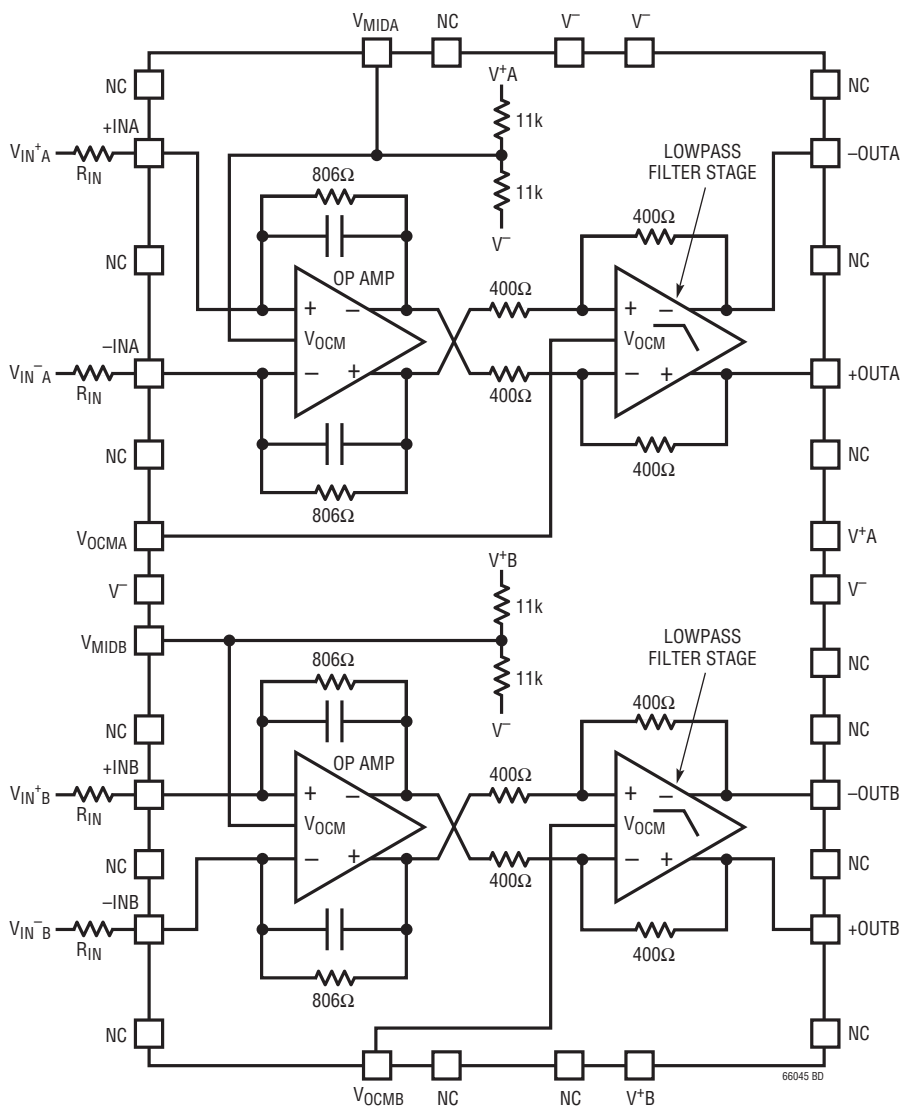 VMIDA NC V– V–
NC
V+A
NC
+INA
11k
LOWPASS
FILTER STAGE
VIN+A
RIN
–OUTA
806Ω
11k
400Ω
V–
NC
NC
OP AMP
400Ω
+ –
+ –
–INA
VOCM
VOCM
VIN–A
– +
– +
+OUTA
RIN
400Ω
NC
400Ω
NC
806Ω
VOCMA
V+A
V+B
V–
11k
V–
VMIDB
LOWPASS
FILTER STAGE
806Ω
11k
NC
400Ω
NC
V–
NC
OP AMP
400Ω
+INB
VIN+B
+ –
+ –
–OUTB
RIN
VOCM
VOCM
NC
– +
– +
NC
400Ω
–INB
VIN–B
+OUTB
RIN
400Ω
806Ω
NC
NC
66045 BD
VOCMB NC NC V+B